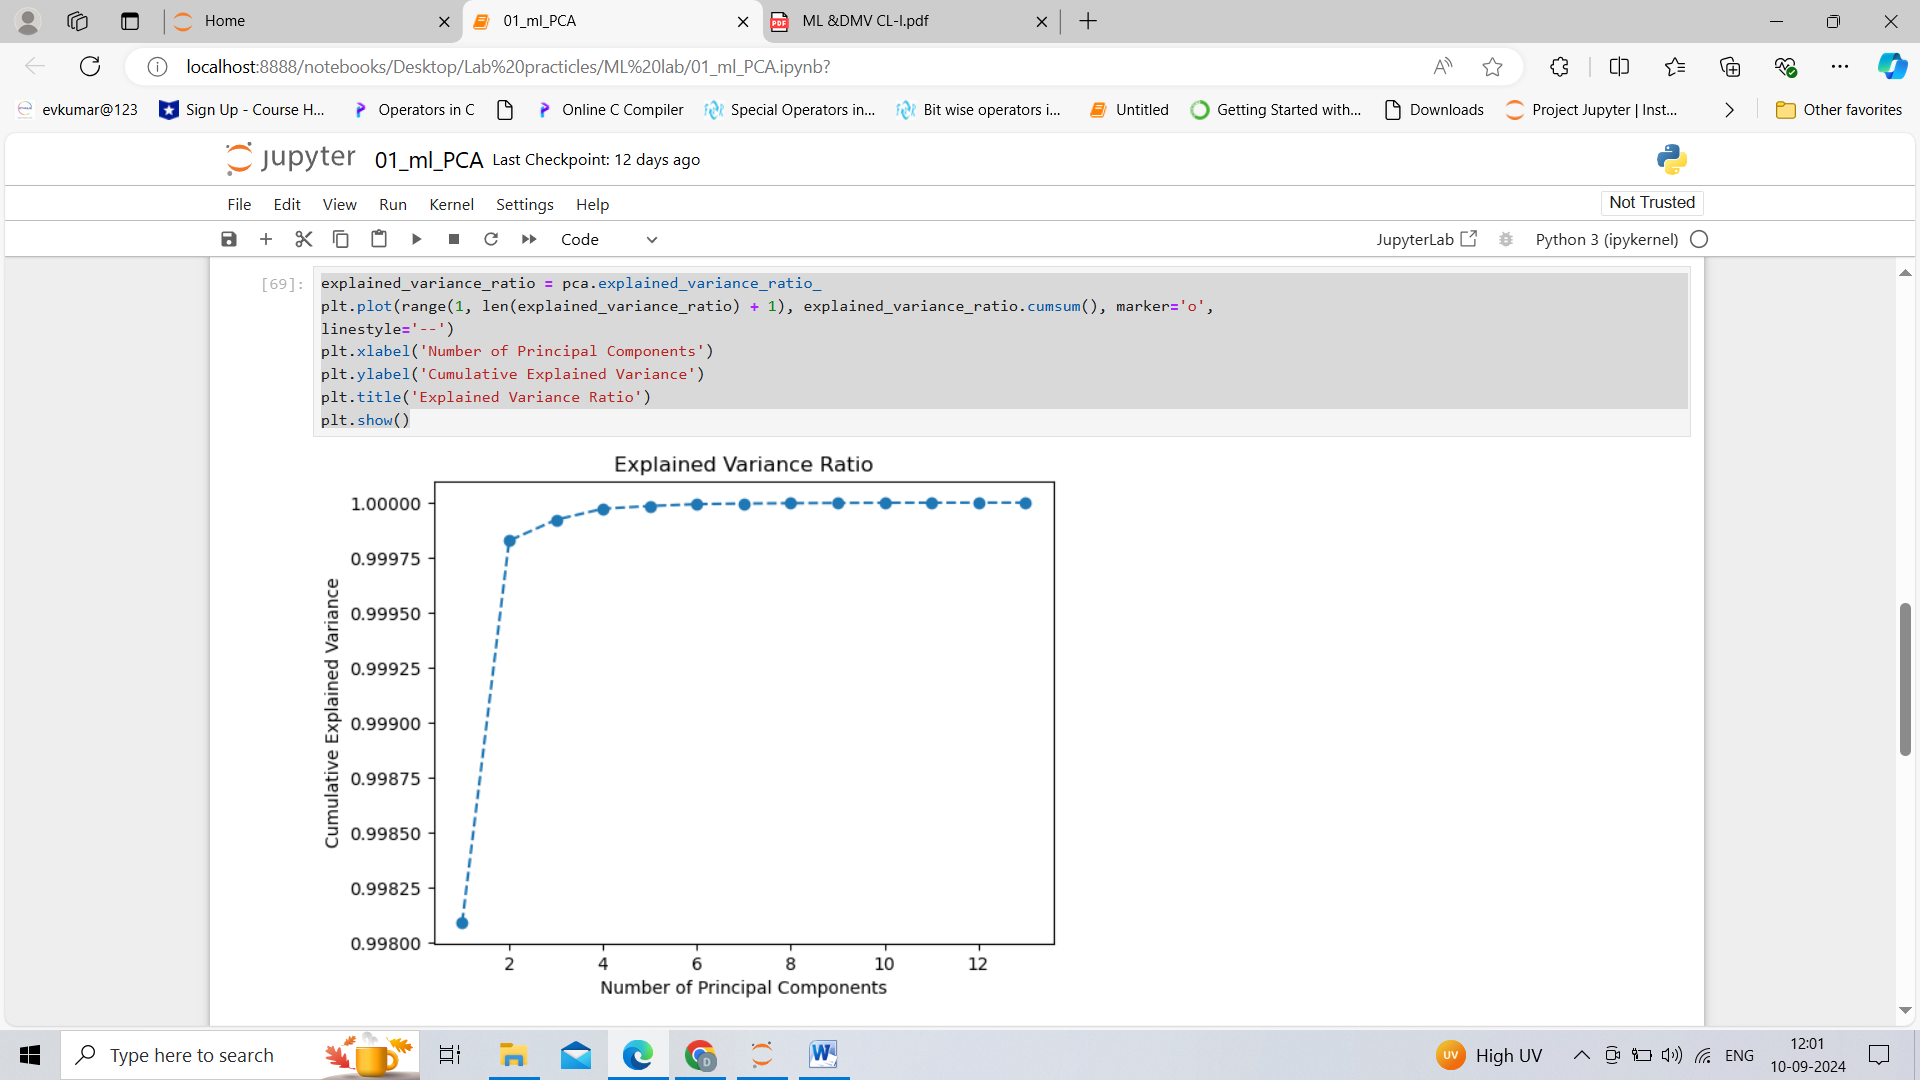 Home
01_ml_PCA
ML &DMV CL-I.pdf
localhost:8888/notebooks/Desktop/Lab%20practicles/ML%20lab/01_ml_PCA.ipynb?
evkumar@123
Sign Up - Course H...
Operators in C
Online C Compiler
Special Operators in...
Bit wise operators i...
Untitled
Getting Started with...
Downloads
Project Jupyter | Inst...
Other favorites
jupyter 01_ml_PCA Last Checkpoint: 12 days ago
File Edit View Run Kernel Settings Help
Not Trusted
Code
JupyterLab
Python 3 (ipykernel)
[69]:
explained_variance_ratio = pca.explained_variance_ratio_
plt.plot(range(1, len(explained_variance_ratio) + 1), explained_variance_ratio.cumsum(), marker='o',
linestyle='--')
plt.xlabel('Number of Principal Components')
plt.ylabel('Cumulative Explained Variance')
plt.title('Explained Variance Ratio')
plt.show()
Explained Variance Ratio
Cumulative Explained Variance
1.00000
0.99975
0.99950
0.99925
0.99900
0.99875
0.99850
0.99825
0.99800
2 4 6 8 10 12
Number of Principal Components
Type here to search
PDF
D
W
UV
High UV
ENG
12:01
10-09-2024